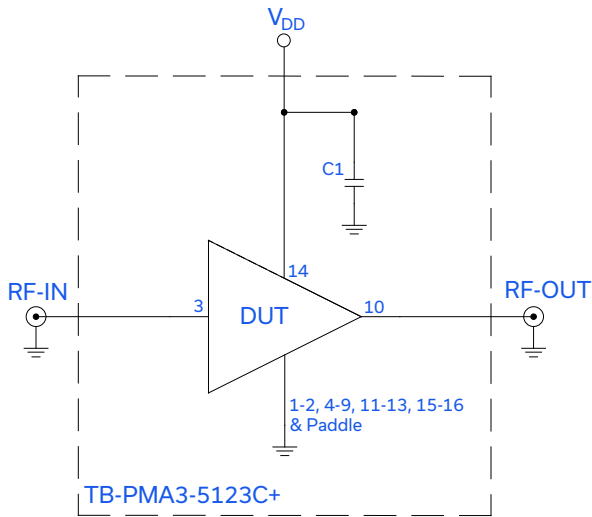 VDD
C1
14
RF-IN
3
DUT
10
RF-OUT
1-2, 4-9, 11-13, 15-16
& Paddle
TB-PMA3-5123C+